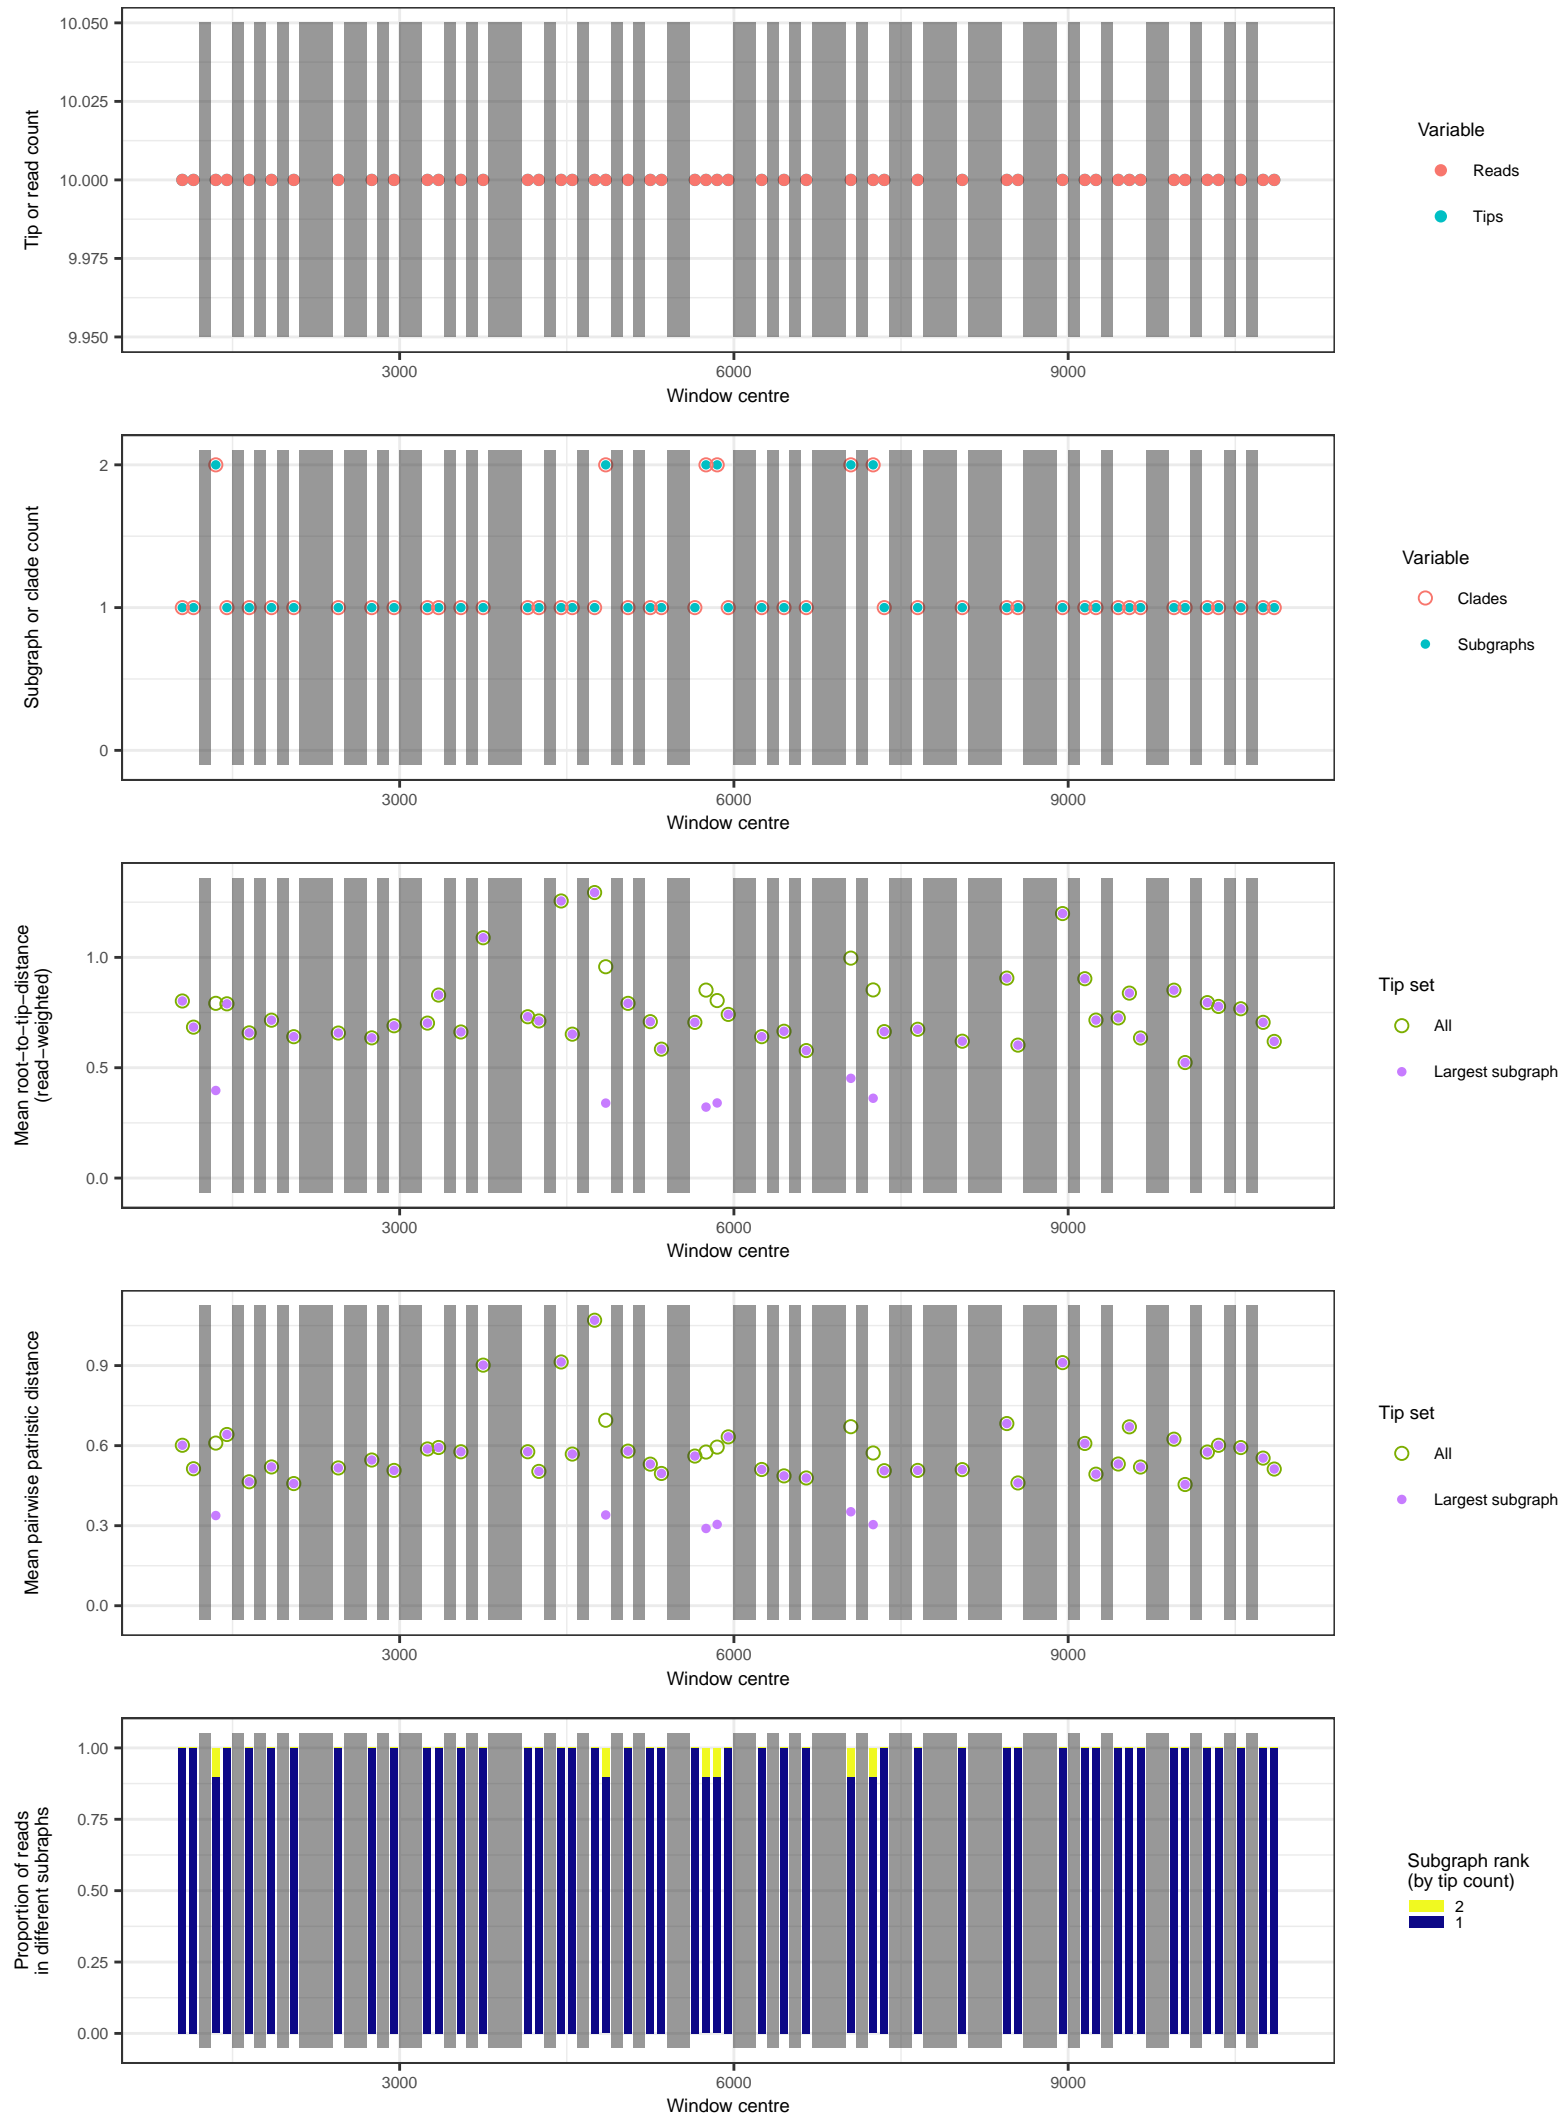 10.050
10.025
10.000
9.975
9.950
Tip or read count
3000
6000
9000
Window centre
Variable
Reads
Tips
2
1
0
Subgraph or clade count
3000
6000
9000
Window centre
Variable
Clades
Subgraphs
1.0
0.5
0.0
Mean root−to−tip−distance
(read−weighted)
3000
6000
9000
Window centre
Tip set
All
Largest subgraph
0.9
0.6
0.3
0.0
Mean pairwise patristic distance
3000
6000
9000
Window centre
Tip set
All
Largest subgraph
1.00
0.75
0.50
0.25
0.00
Proportion of reads
in different subraphs
3000
6000
9000
Window centre
Subgraph rank
(by tip count)
2
1